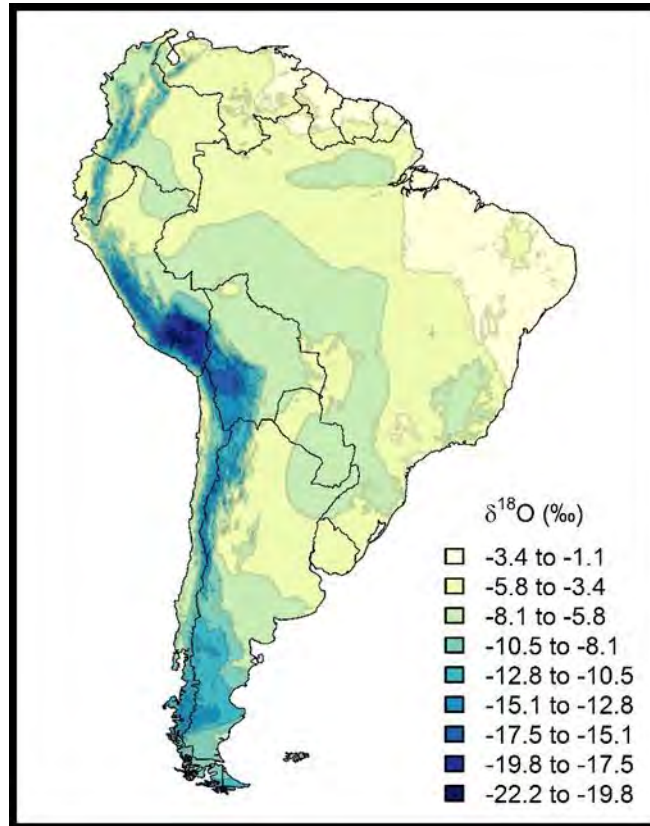 δ¹⁸O (‰)
-3.4 to -1.1
-5.8 to -3.4
-8.1 to -5.8
-10.5 to -8.1
-12.8 to -10.5
-15.1 to -12.8
-17.5 to -15.1
-19.8 to -17.5
-22.2 to -19.8